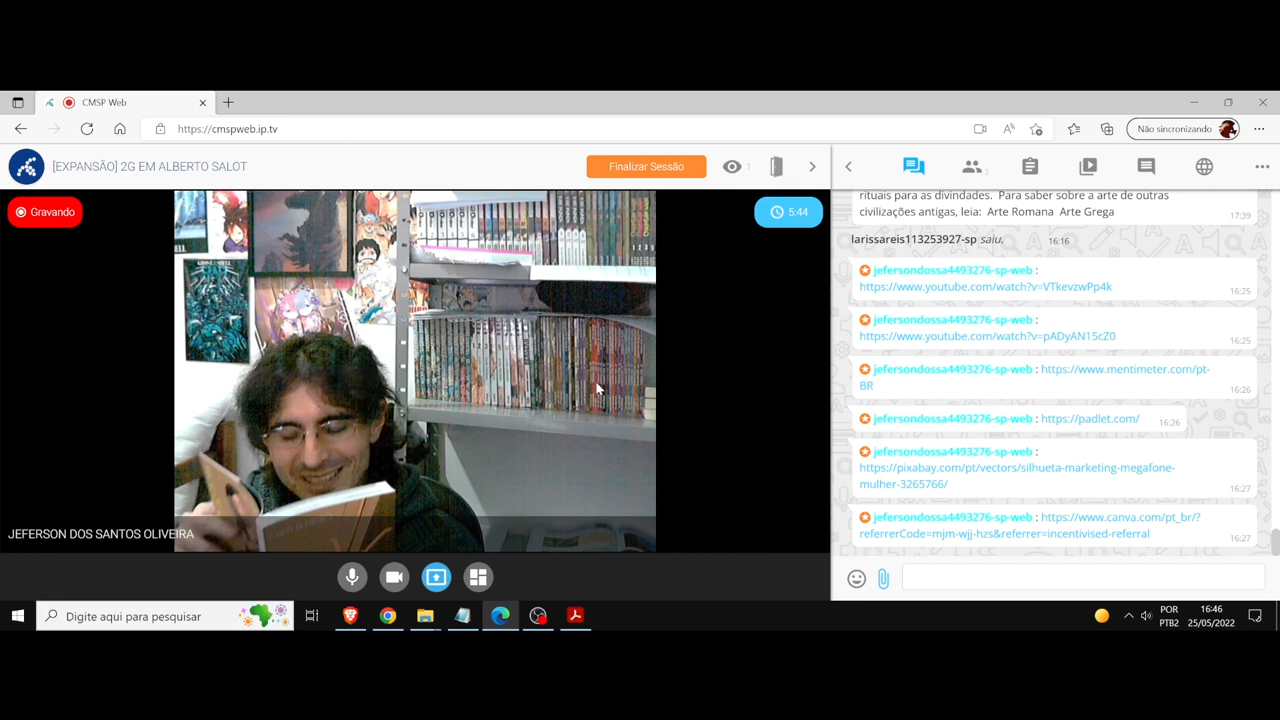 CMSP Web
https://cmspweb.ip.tv
Não sincronizando
[EXPANSÃO] 2G EM ALBERTO SALOT
Finalizar Sessão
1
1
Gravando
5:44
JEFERSON DOS SANTOS OLIVEIRA
rituais para as divindades. Para saber sobre a arte de outras
civilizações antigas, leia: Arte Romana Arte Grega
17:39
larissareis113253927-sp saiu. 16:16
jefersondossa4493276-sp-web :
https://www.youtube.com/watch?v=VTkevzwPp4k
16:25
jefersondossa4493276-sp-web :
https://www.youtube.com/watch?v=pADyAN15cZ0
16:25
jefersondossa4493276-sp-web : https://www.mentimeter.com/pt-
BR
16:26
jefersondossa4493276-sp-web : https://padlet.com/ 16:26
jefersondossa4493276-sp-web :
https://pixabay.com/pt/vectors/silhueta-marketing-megafone-
mulher-3265766/
16:27
jefersondossa4493276-sp-web : https://www.canva.com/pt_br/?
referrerCode=mjm-wjj-hzs&referrer=incentivised-referral
16:27
Digite aqui para pesquisar
POR
PTB2
16:46
25/05/2022